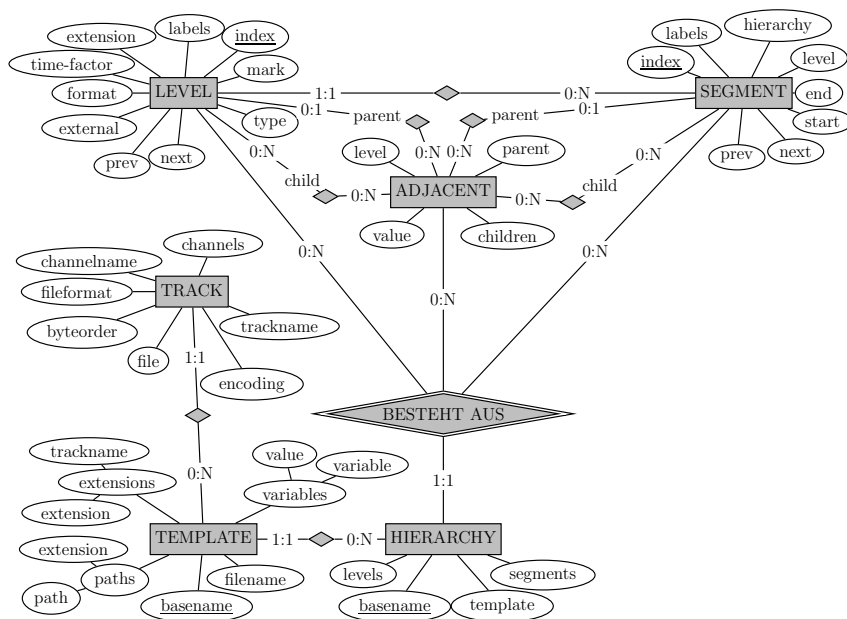 labels
hierarchy
extension
index
labels
time-factor
mark
index
level
format
LEVEL
1:1
0:N
SEGMENT
end
0:1
parent
parent
0:1
external
type
start
prev
next
0:N
level
0:N
0:N
parent
0:N
prev
next
child
0:N
ADJACENT
0:N
child
value
children
channels
0:N
0:N
channelname
fileformat
TRACK
0:N
byteorder
trackname
1:1
file
encoding
BESTEHT AUS
trackname
value
variable
0:N
extensions
variables
1:1
extension
TEMPLATE
1:1
0:N
HIERARCHY
extension
paths
filename
levels
segments
path
basename
basename
template